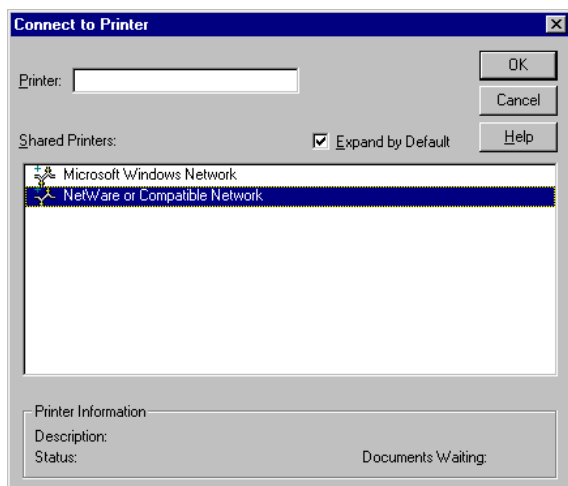 Connect to Printer
Printer:
OK
Cancel
Help
Shared Printers:
Expand by Default
Microsoft Windows Network
NetWare or Compatible Network
Printer Information
Description:
Status:
Documents Waiting: